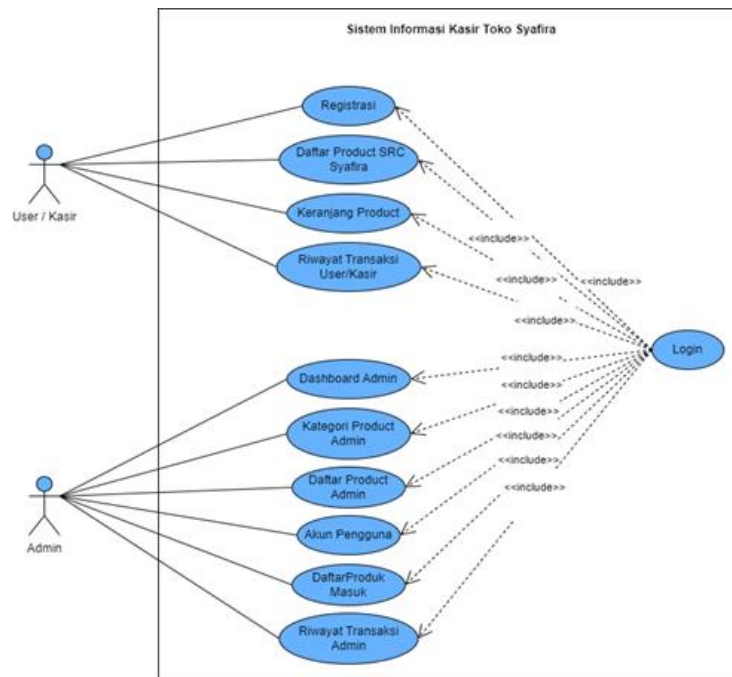 Sistem Informasi Kasir Toko Syafira
Registrasi
Daftar Product SRC
Syafira
Keranjang Product
Riwayat Transaksi
User/Kasir
User / Kasir
<<include>>
<<include>>
<<include>>
<<include>>
Login
Dashboard Admin
Kategori Product
Admin
Daftar Product
Admin
Akun Pengguna
DaftarProduk
Masuk
Riwayat Transaksi
Admin
Admin
<<include>>
<<include>>
<<include>>
<<include>>
<<include>>
<<include>>